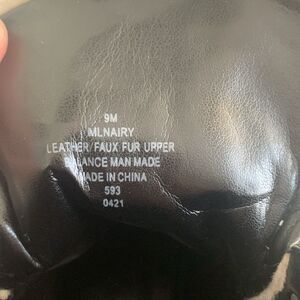 9M
MLNAIRY
LEATHER/FAUX FUR UPPER
BALANCE MAN MADE
MADE IN CHINA
593
0421